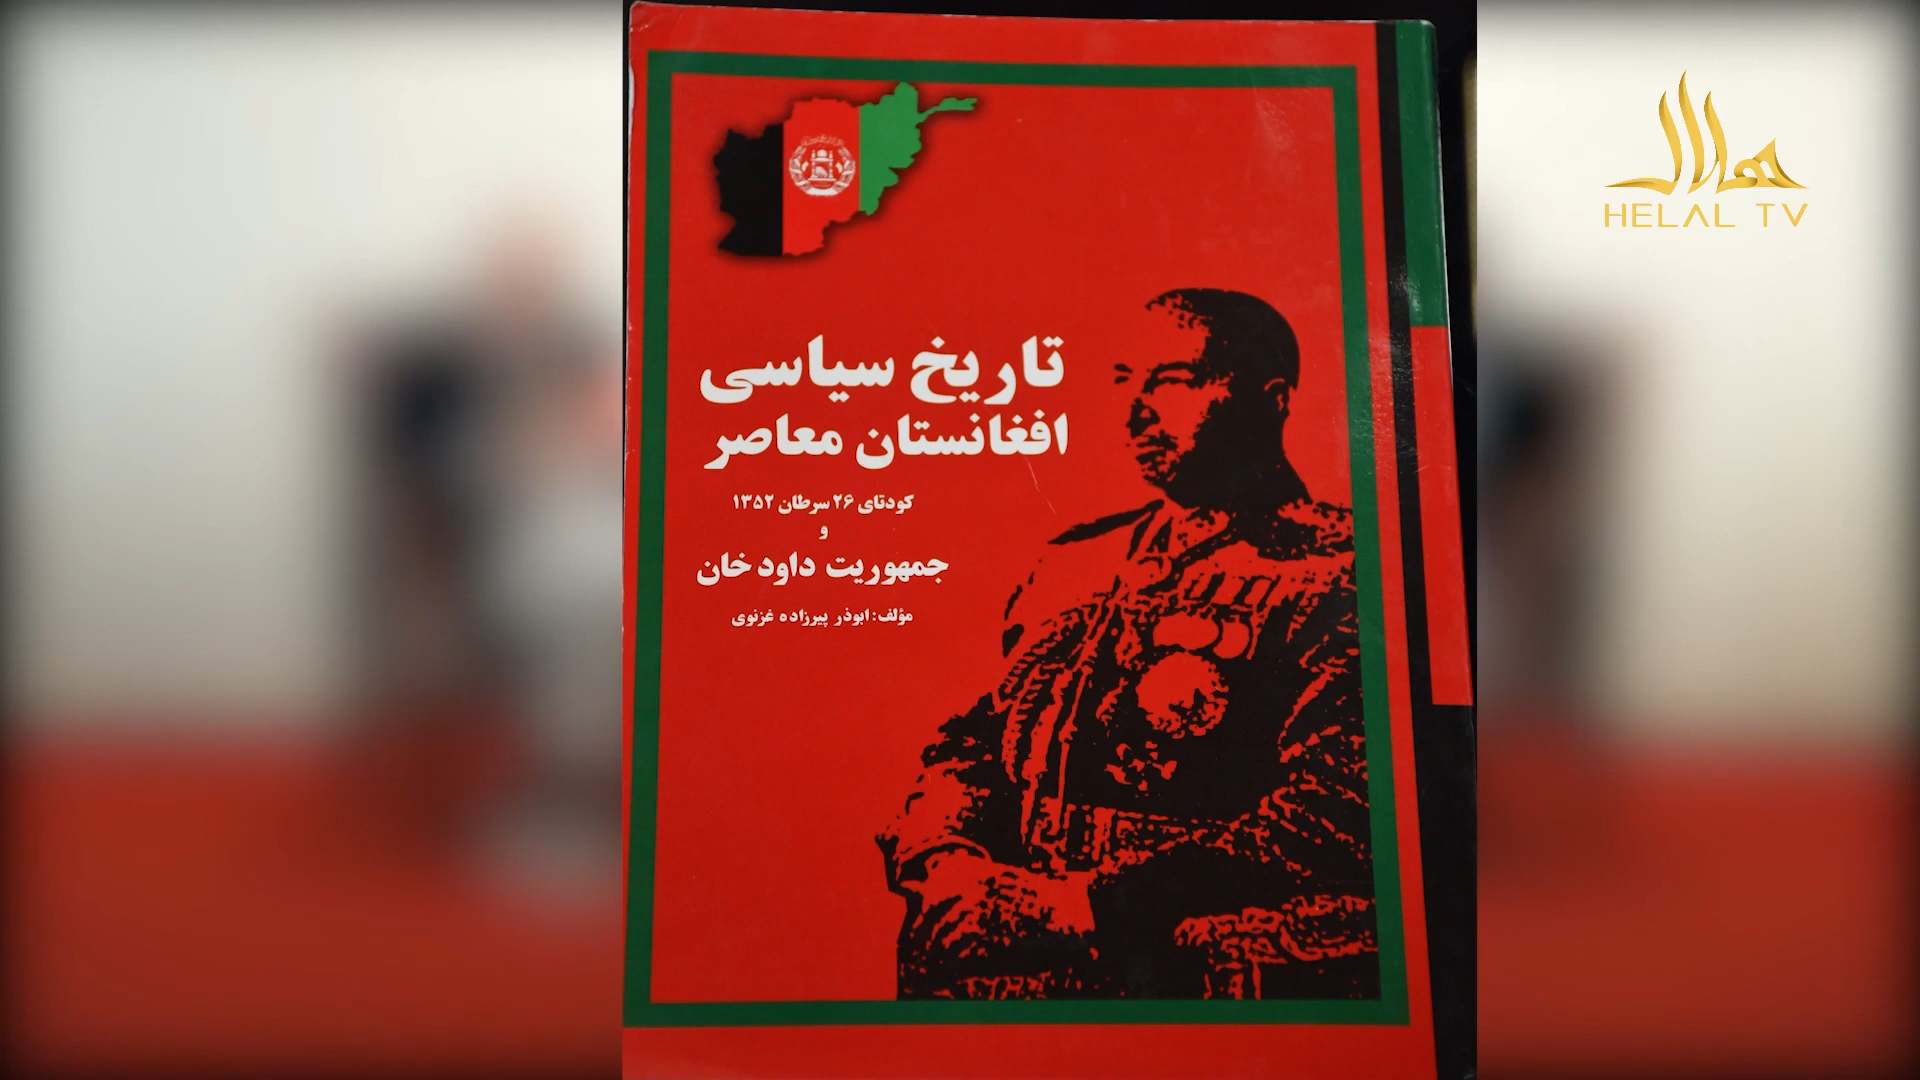 تاریخ سیاسی
افغانستان معاصر
کودتای ۲۶ سرطان ۱۳۵۲
و
جمهوریت داود خان
مؤلف: ابوذر پیرزاده غزنوی
هلال
HELAL TV